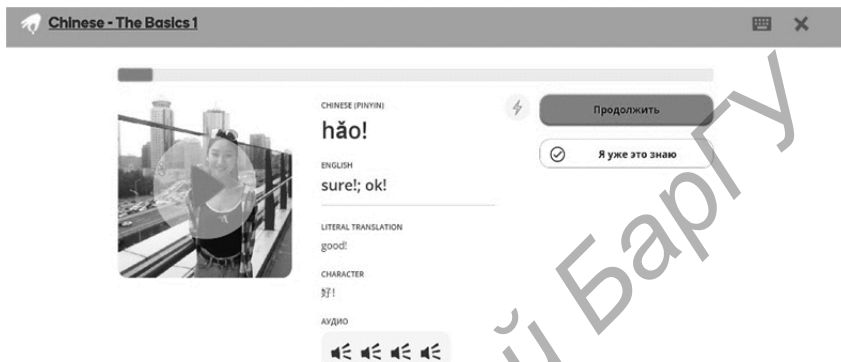 Chinese - The Basics 1
CHINESE (PINYIN)
hǎo!
ENGLISH
sure!; ok!
LITERAL TRANSLATION
good!
CHARACTER
好!
АУДИО
Продолжить
Я уже это знаю
й БарГу